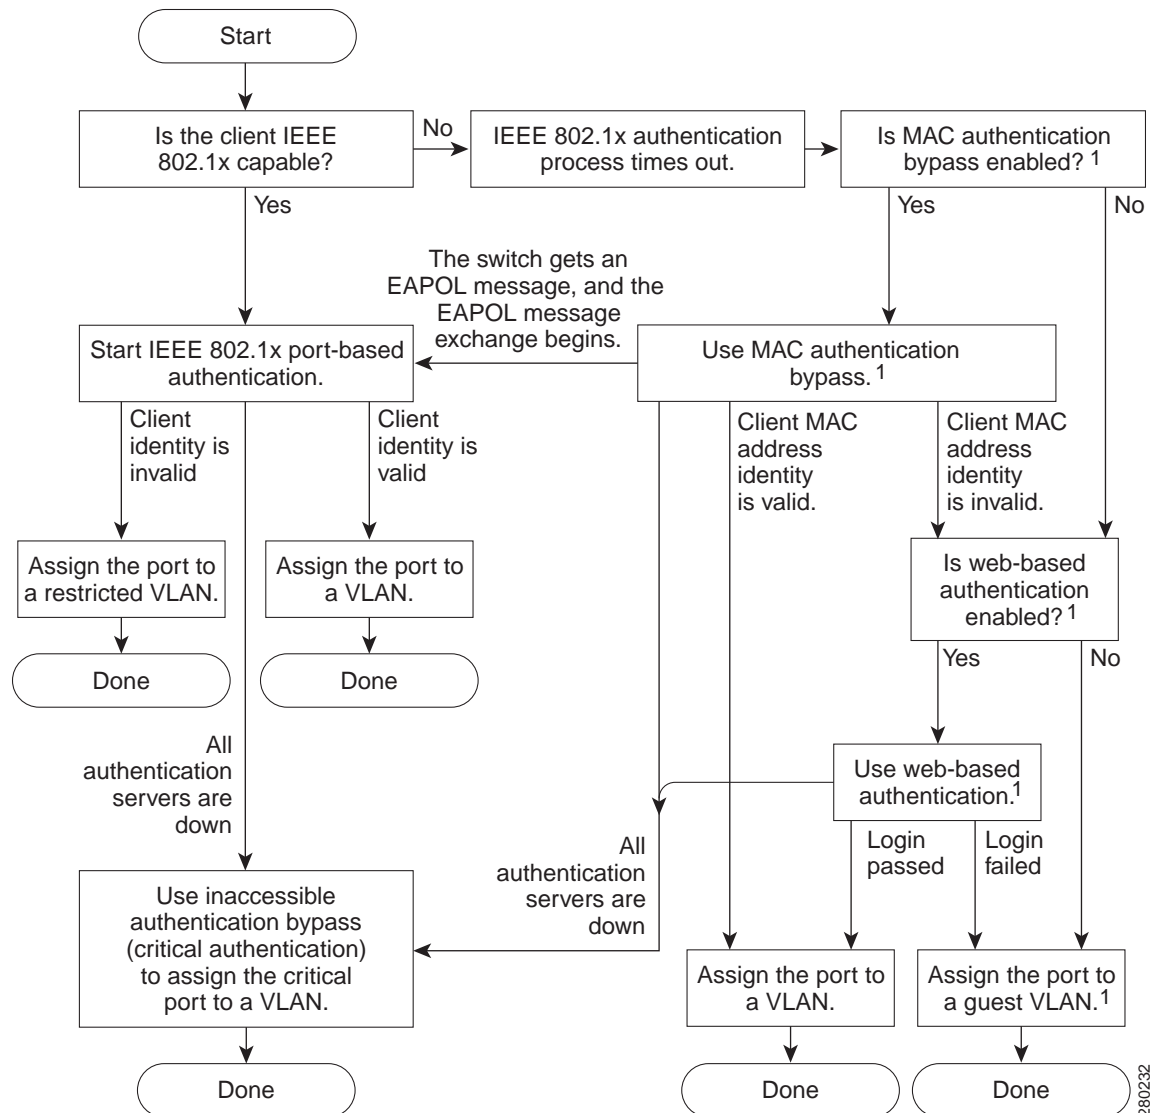 Start
Is the client IEEE
802.1x capable?
No
IEEE 802.1x authentication
process times out.
Is MAC authentication
bypass enabled? 1
Yes
Yes
No
The switch gets an
EAPOL message, and the
EAPOL message
exchange begins.
Start IEEE 802.1x port-based
authentication.
Use MAC authentication
bypass. 1
Client
identity is
invalid
Client
identity is
valid
Client MAC
address
identity
is valid.
Client MAC
address
identity
is invalid.
Assign the port to
a restricted VLAN.
Assign the port to
a VLAN.
Is web-based
authentication
enabled? 1
Done
Done
Yes
No
All
authentication
servers are
down
Use web-based
authentication. 1
Login
passed
Login
failed
All
authentication
servers are
down
Use inaccessible
authentication bypass
(critical authentication)
to assign the critical
port to a VLAN.
Assign the port to
a VLAN.
Assign the port to
a guest VLAN. 1
Done
Done
Done
280232